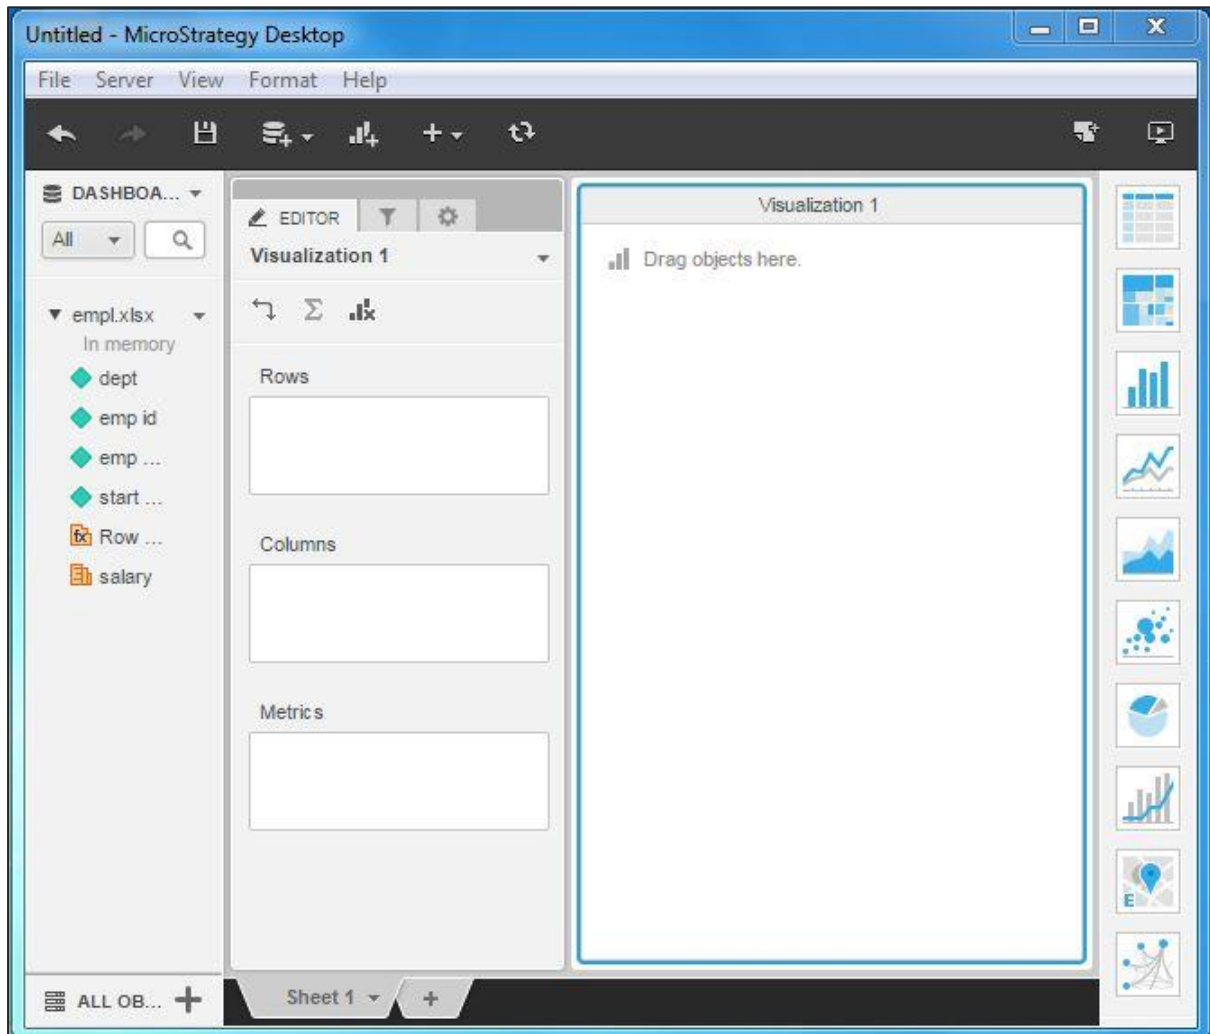 Untitled - MicroStrategy Desktop
File Server View Format Help
DASHBOA...
All
empl.xlsx
In memory
dept
emp id
emp ...
start ...
fx Row ...
salary
EDITOR
Visualization 1
Σ
Rows
Columns
Metrics
Visualization 1
Drag objects here.
E
ALL OB...
Sheet 1